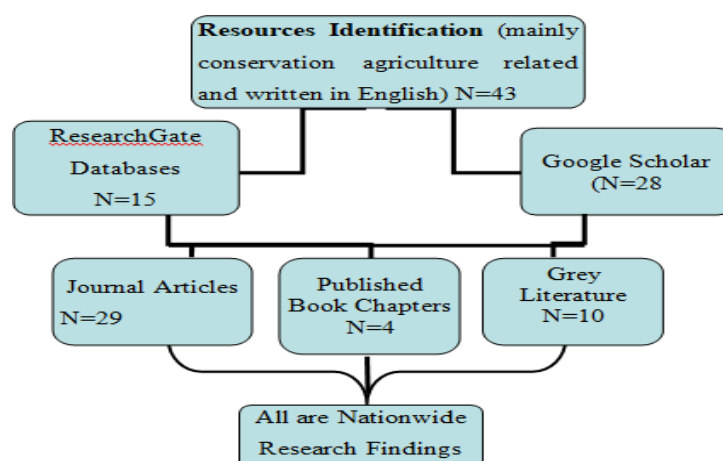 Resources Identification (mainly
conservation agriculture related
and written in English) N=43
ResearchGate
Databases
N=15
Google Scholar
(N=28
Journal Articles
N=29
Published
Book Chapters
N=4
Grey
Literature
N=10
All are Nationwide
Research Findings